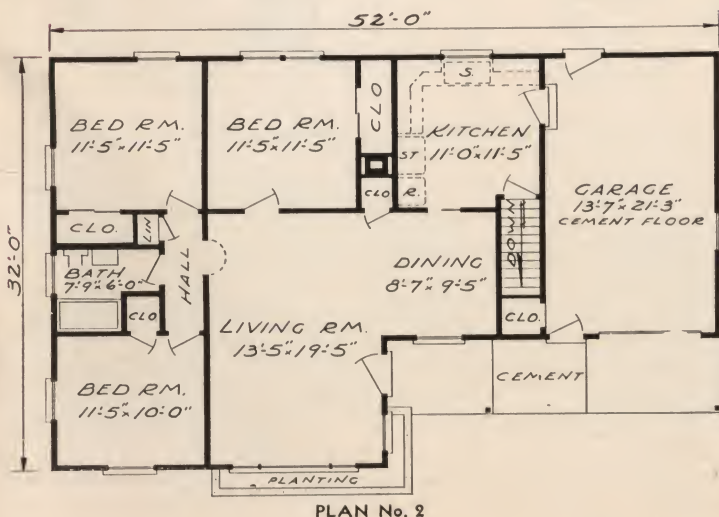 52'-0"
32'-0"
BED RM.
11'-5"x11'-5"
BED RM.
11'-5"x11'-5"
CLO
CLO
S.
ST
R.
KITCHEN
11'-0"x11'-5"
GARAGE
13'-7"x21'-3"
CEMENT FLOOR
CLO.
LIN
HALL
BATH
7'-9"x6'-0"
CLO
DINING
8'-7"x9'-5"
DOWN
CLO.
LIVING RM.
13'-5"x19'-5"
BED RM.
11'-5"x10'-0"
CEMENT
PLANTING
PLAN No. 2